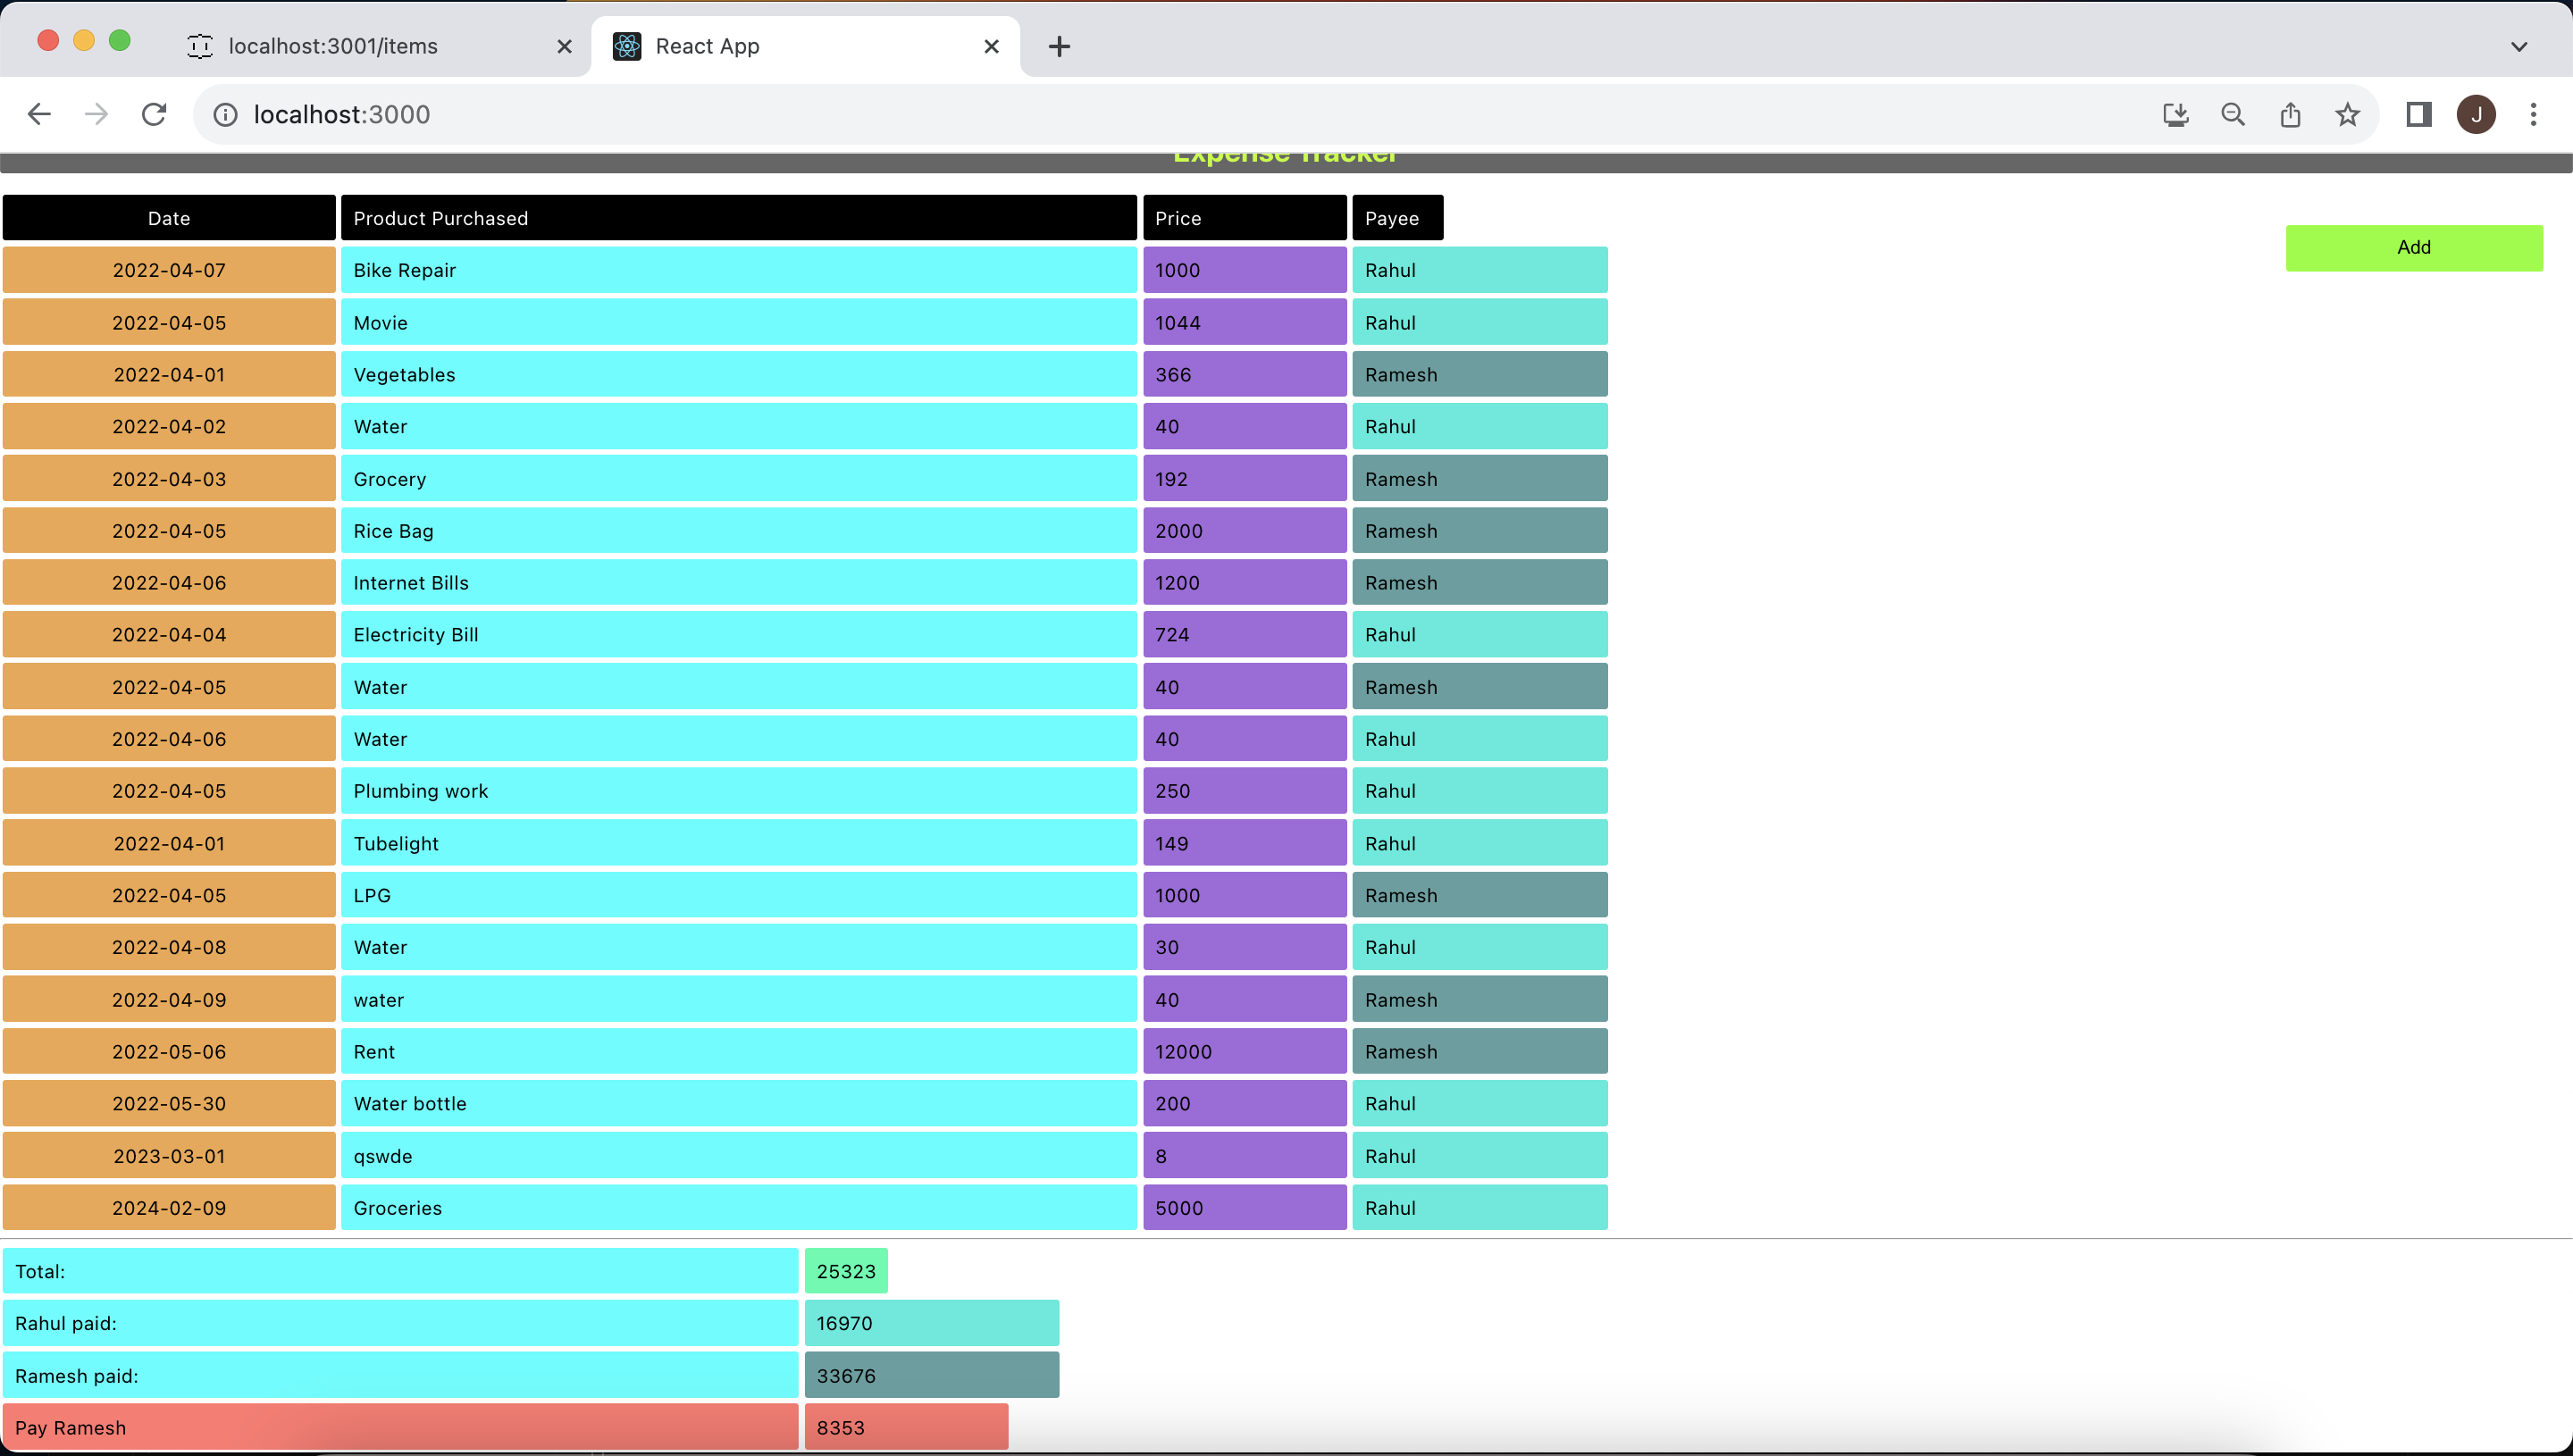 localhost:3001/items
React App
localhost:3000
J
Expense Tracker
Date Product Purchased Price Payee
Add
2022-04-07 Bike Repair 1000 Rahul
2022-04-05 Movie 1044 Rahul
2022-04-01 Vegetables 366 Ramesh
2022-04-02 Water 40 Rahul
2022-04-03 Grocery 192 Ramesh
2022-04-05 Rice Bag 2000 Ramesh
2022-04-06 Internet Bills 1200 Ramesh
2022-04-04 Electricity Bill 724 Rahul
2022-04-05 Water 40 Ramesh
2022-04-06 Water 40 Rahul
2022-04-05 Plumbing work 250 Rahul
2022-04-01 Tubelight 149 Rahul
2022-04-05 LPG 1000 Ramesh
2022-04-08 Water 30 Rahul
2022-04-09 water 40 Ramesh
2022-05-06 Rent 12000 Ramesh
2022-05-30 Water bottle 200 Rahul
2023-03-01 qswde 8 Rahul
2024-02-09 Groceries 5000 Rahul
Total: 25323
Rahul paid: 16970
Ramesh paid: 33676
Pay Ramesh 8353